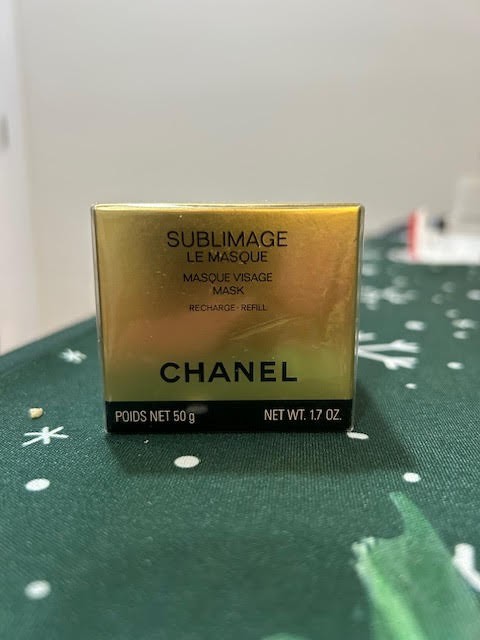 SUBLIMAGE
LE MASQUE
MASQUE VISAGE
MASK
RECHARGE · REFILL
CHANEL
POIDS NET 50 g NET WT. 1.7 OZ.